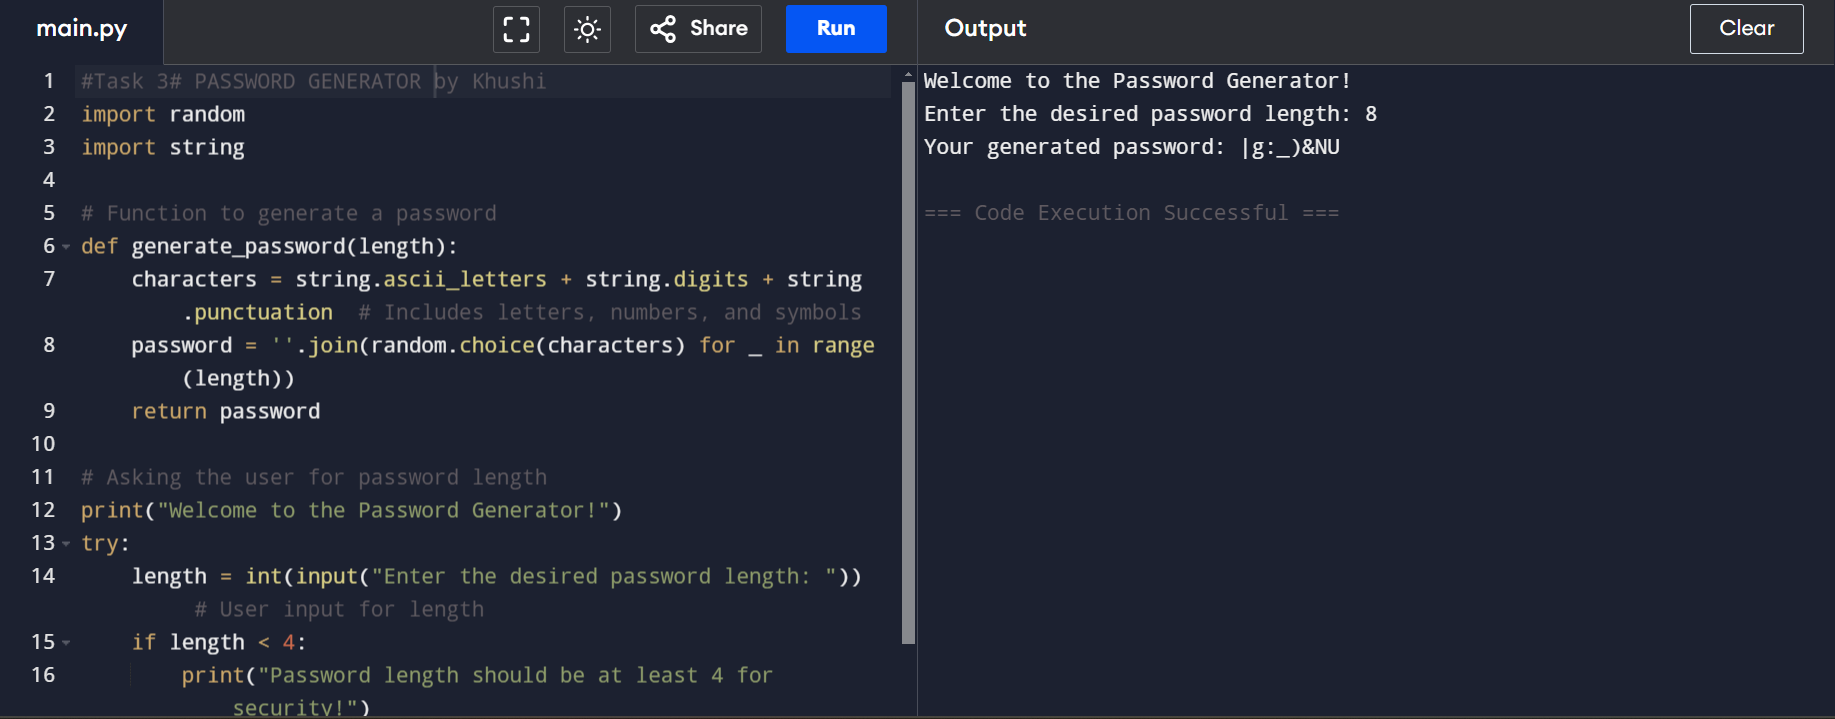 main.py
Share
Run
Output
Clear
1 #Task 3# PASSWORD GENERATOR by Khushi
2 import random
3 import string
4
5 # Function to generate a password
6 def generate_password(length):
7 characters = string.ascii_letters + string.digits + string
.punctuation # Includes letters, numbers, and symbols
8 password = ''.join(random.choice(characters) for _ in range
(length))
9 return password
10
11 # Asking the user for password length
12 print("Welcome to the Password Generator!")
13 try:
14 length = int(input("Enter the desired password length: "))
# User input for length
15 if length < 4:
16 print("Password length should be at least 4 for
security!")
Welcome to the Password Generator!
Enter the desired password length: 8
Your generated password: |g:_)&NU
=== Code Execution Successful ===